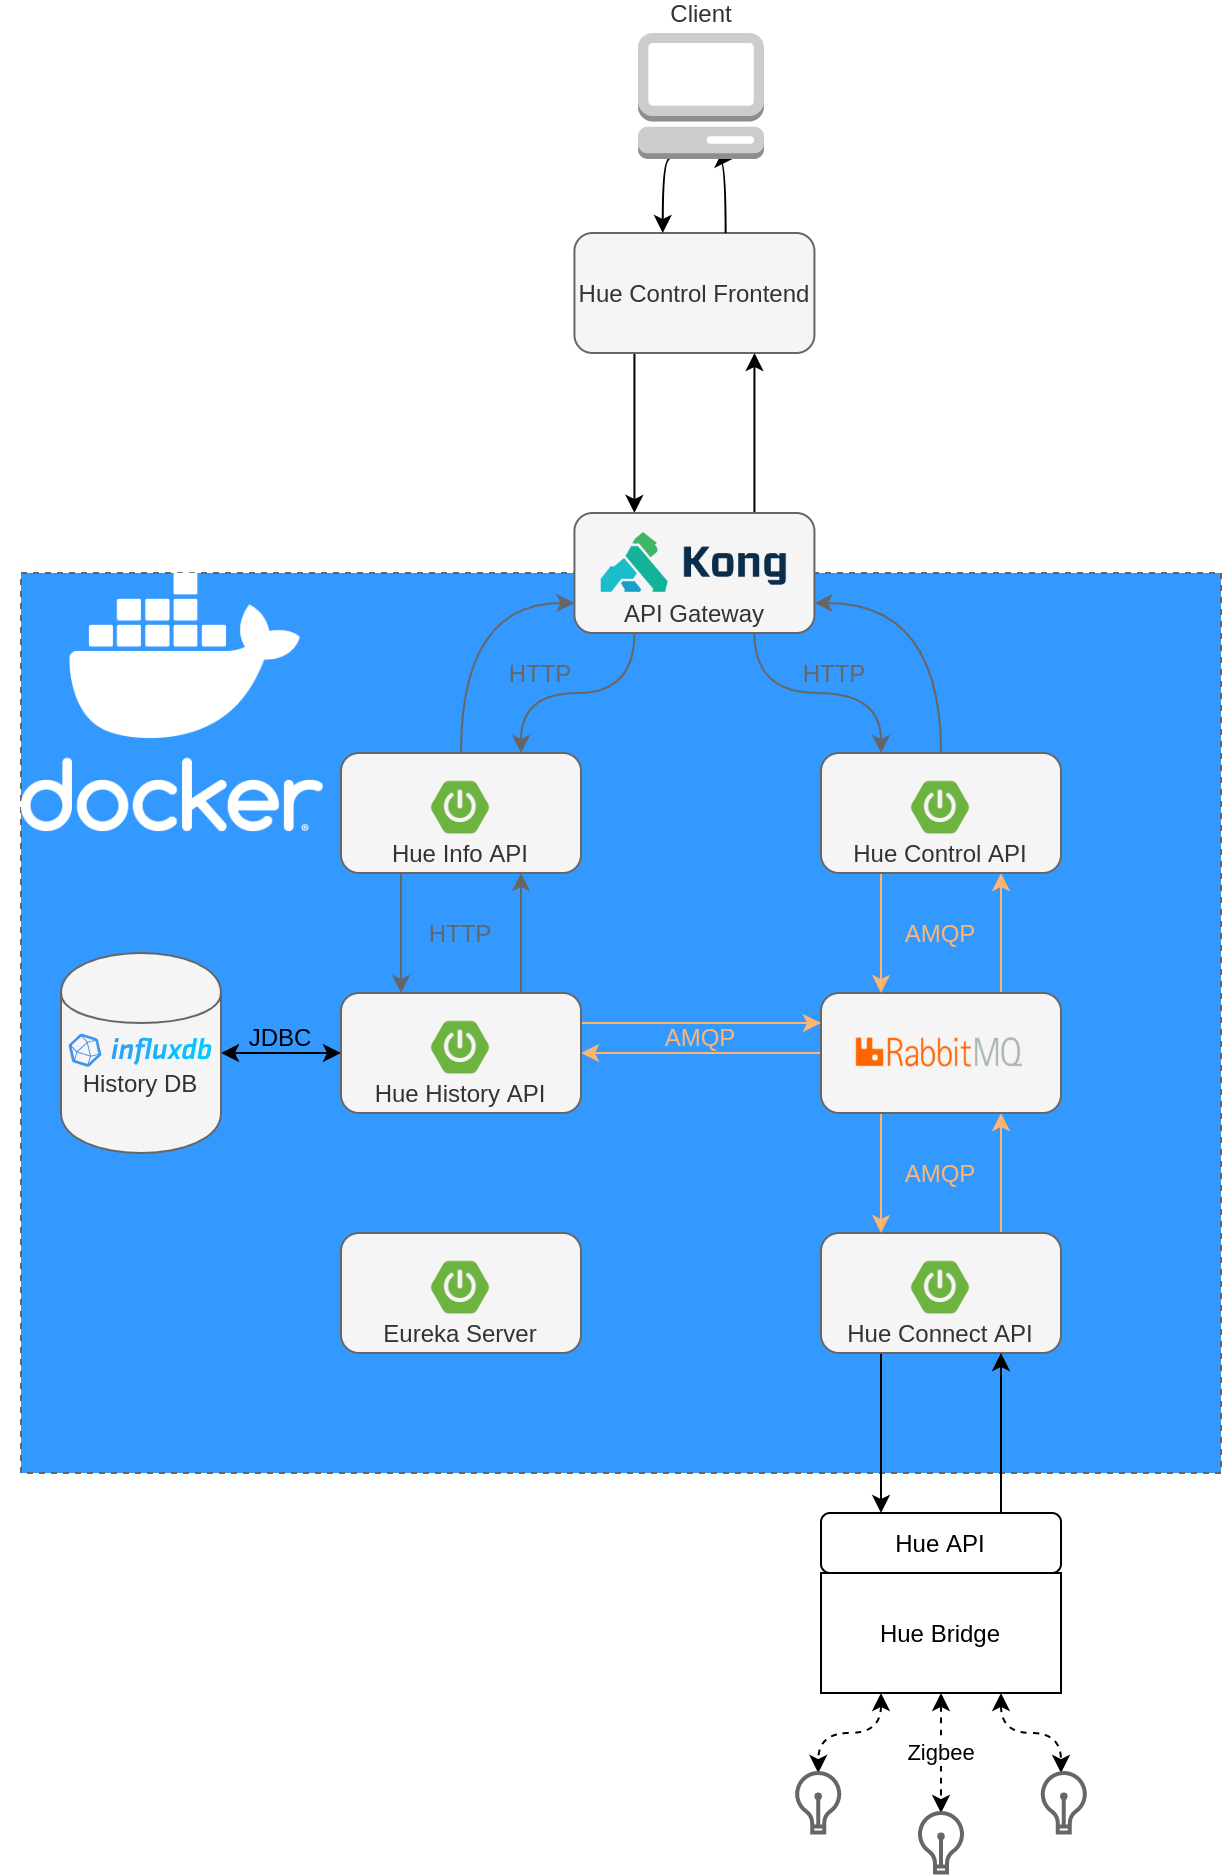 Client
Hue Control Frontend
Kong
API Gateway
HTTP
HTTP
docker
Hue Info API
Hue Control API
HTTP
AMQP
influxdb
History DB
JDBC
Hue History API
AMQP
RabbitMQ
AMQP
Eureka Server
Hue Connect API
Hue API
Hue Bridge
Zigbee